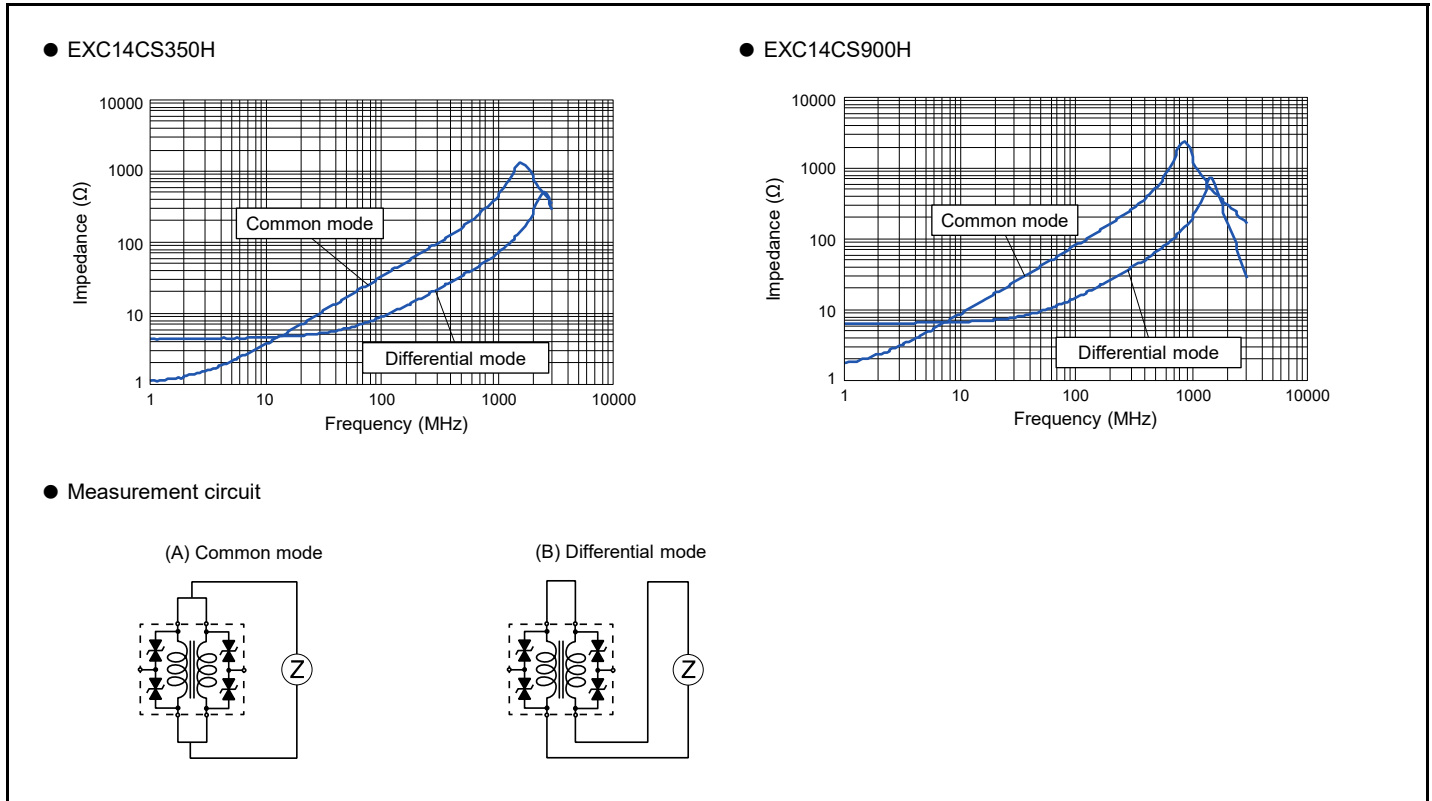 ● EXC14CS350H
10000
1000
100
10
1
Impedance (Ω)
Common mode
Differential mode
1 10 100 1000 10000
Frequency (MHz)
● EXC14CS900H
10000
1000
100
10
1
Impedance (Ω)
Common mode
Differential mode
1 10 100 1000 10000
Frequency (MHz)
● Measurement circuit
(A) Common mode
Z
(B) Differential mode
Z